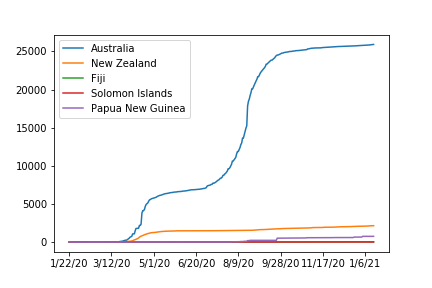 Australia
New Zealand
Fiji
Solomon Islands
Papua New Guinea
25000
20000
15000
10000
5000
0
1/22/20 3/12/20 5/1/20 6/20/20 8/9/20 9/28/20 11/17/20 1/6/21